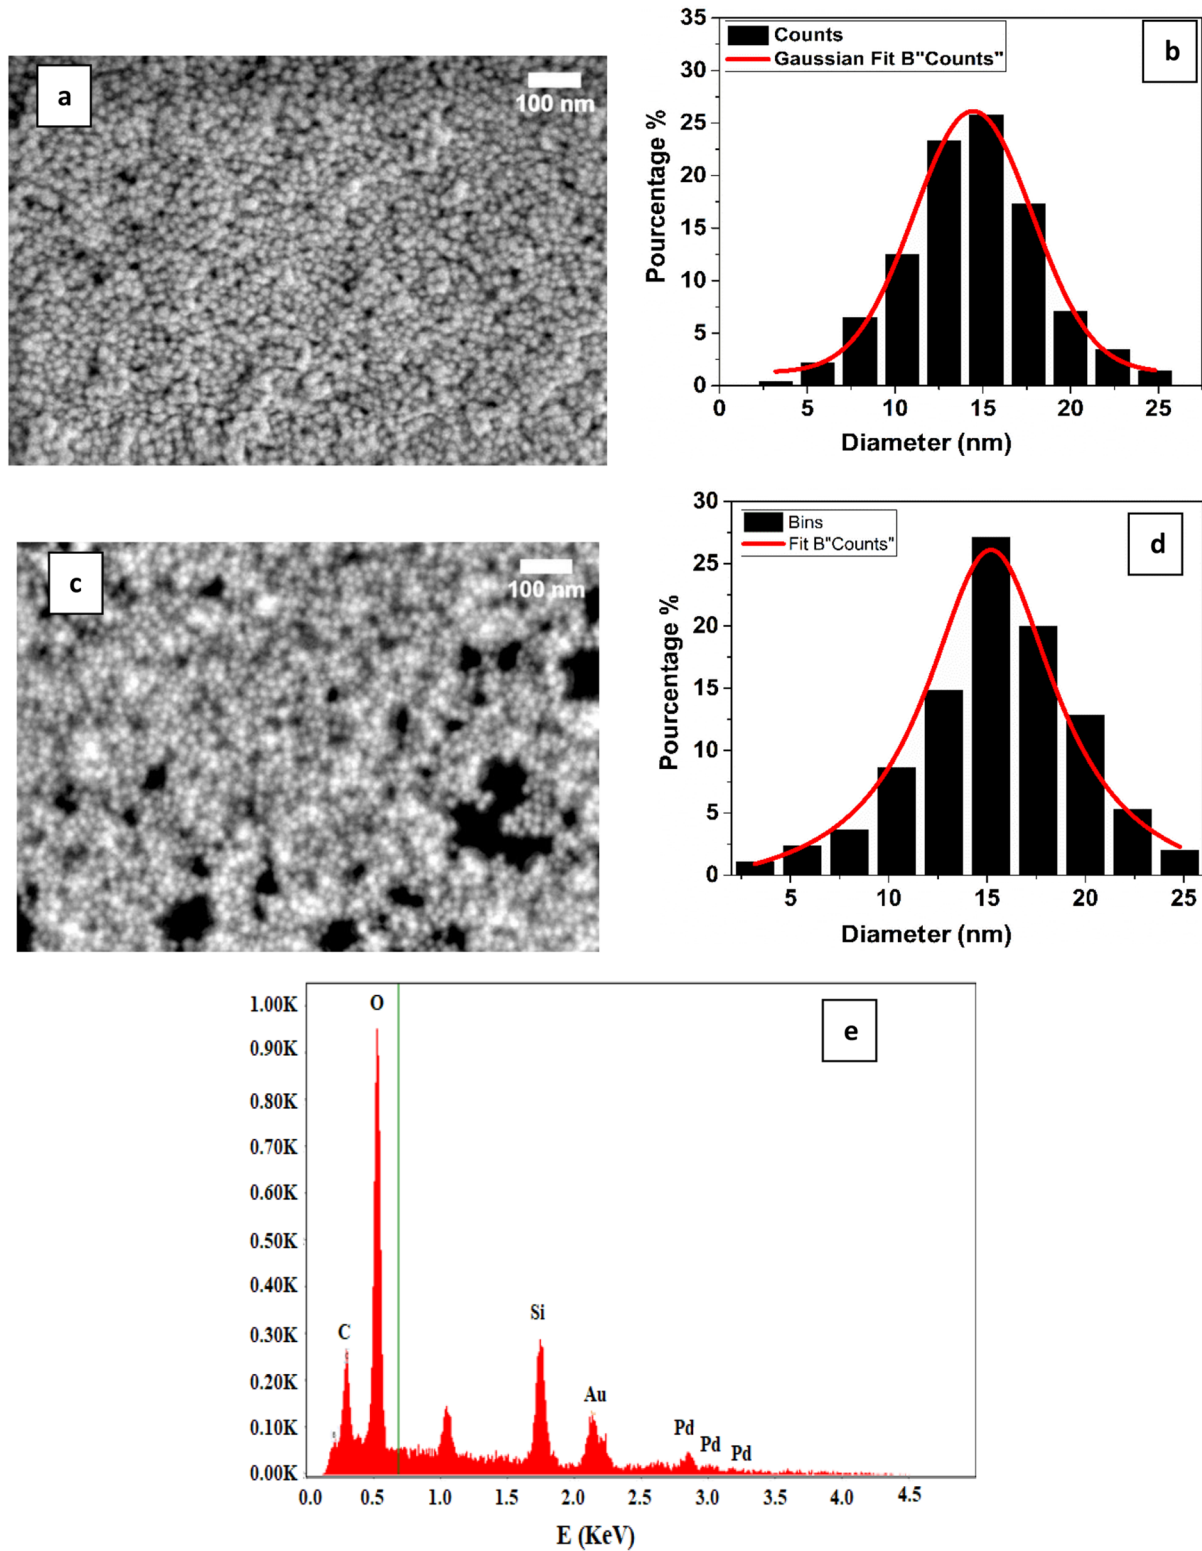 a
100 nm
b
Counts
Gaussian Fit B"Counts"
35
30
25
20
15
10
5
0
Pourcentage %
0 5 10 15 20 25
Diameter (nm)
c
100 nm
d
Bins
Fit B"Counts"
30
25
20
15
10
5
0
Pourcentage %
5 10 15 20 25
Diameter (nm)
e
1.00K
0.90K
0.80K
0.70K
0.60K
0.50K
0.40K
0.30K
0.20K
0.10K
0.00K
O
C
Si
Au
Pd
Pd
Pd
0.0 0.5 1.0 1.5 2.0 2.5 3.0 3.5 4.0 4.5
E (KeV)